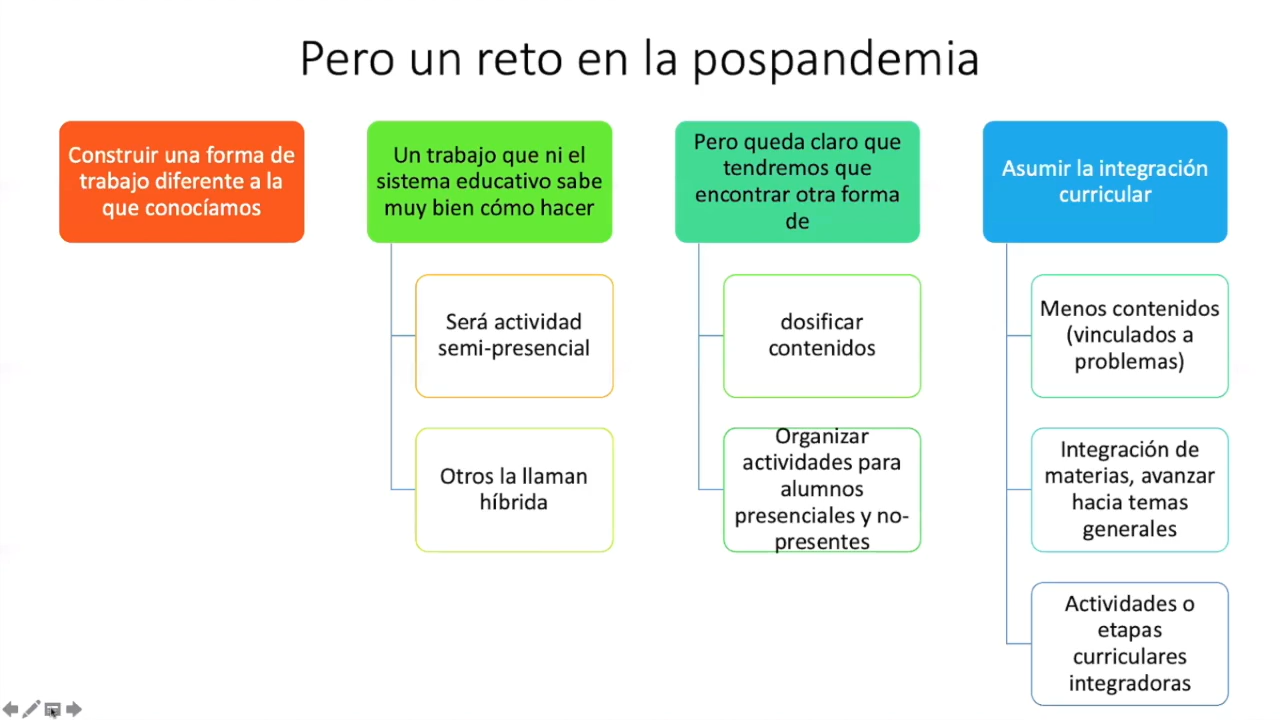 Pero un reto en la pospandemia
Construir una forma de
trabajo diferente a la
que conocíamos
Un trabajo que ni el
sistema educativo sabe
muy bien cómo hacer
Será actividad
semi-presencial
Otros la llaman
híbrida
Pero queda claro que
tendremos que
encontrar otra forma
de
dosificar
contenidos
Organizar
actividades para
alumnos
presenciales y no-
presentes
Asumir la integración
curricular
Menos contenidos
(vinculados a
problemas)
Integración de
materias, avanzar
hacia temas
generales
Actividades o
etapas
curriculares
integradoras